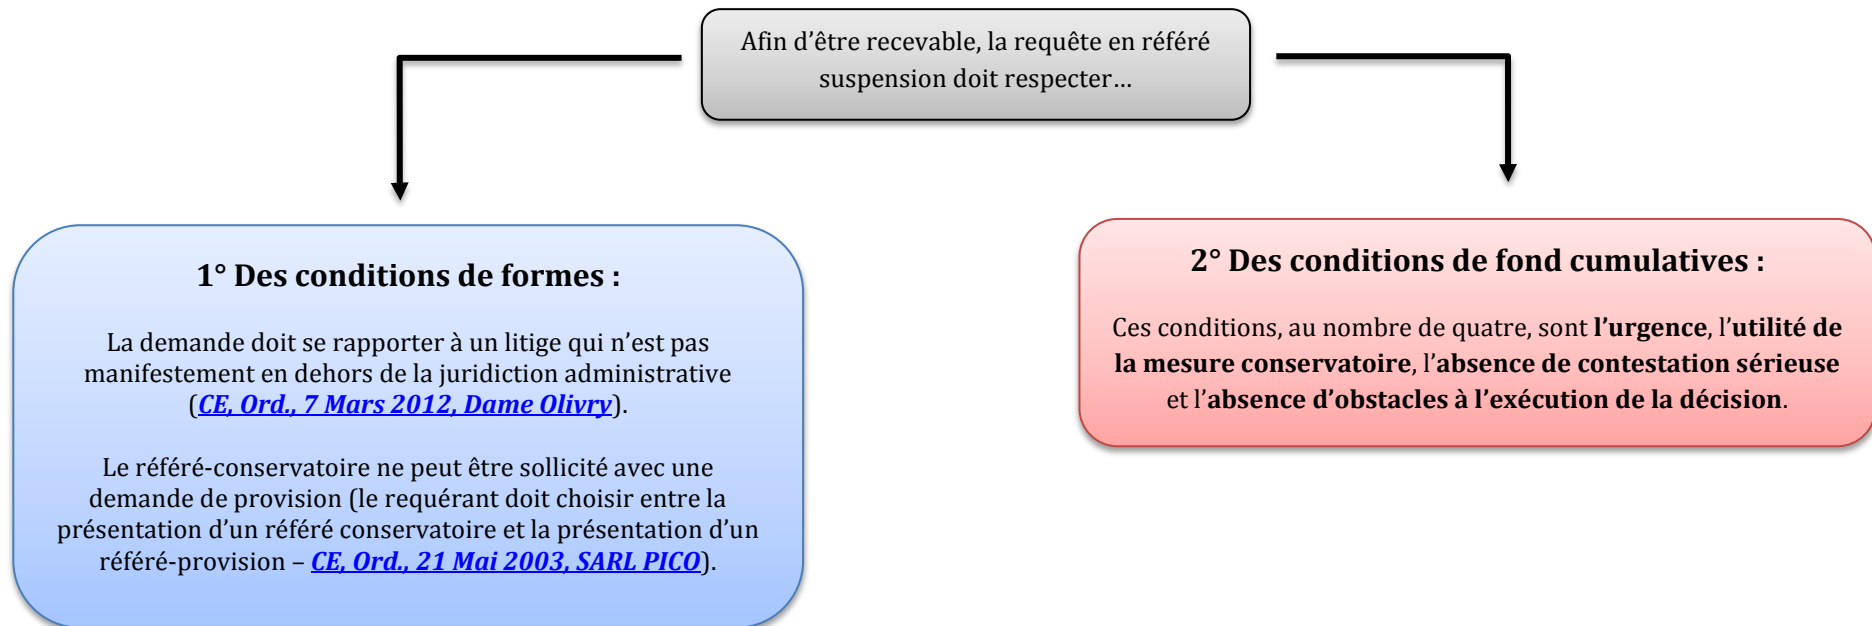 Afin d’être recevable, la requête en référé
suspension doit respecter…
1° Des conditions de formes :
La demande doit se rapporter à un litige qui n’est pas
manifestement en dehors de la juridiction administrative
(CE, Ord., 7 Mars 2012, Dame Olivry).
Le référé-conservatoire ne peut être sollicité avec une
demande de provision (le requérant doit choisir entre la
présentation d’un référé conservatoire et la présentation d’un
référé-provision – CE, Ord., 21 Mai 2003, SARL PICO).
2° Des conditions de fond cumulatives :
Ces conditions, au nombre de quatre, sont l’urgence, l’utilité de
la mesure conservatoire, l’absence de contestation sérieuse
et l’absence d’obstacles à l’exécution de la décision.